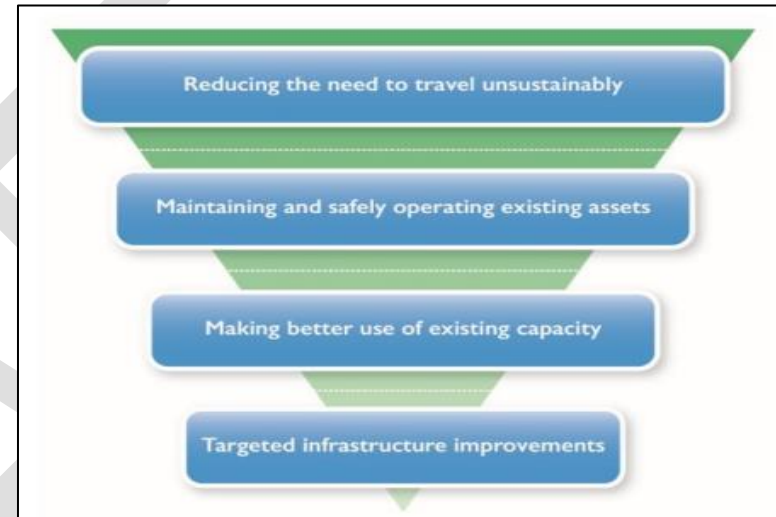 Reducing the need to travel unsustainably
Maintaining and safely operating existing assets
Making better use of existing capacity
Targeted infrastructure improvements